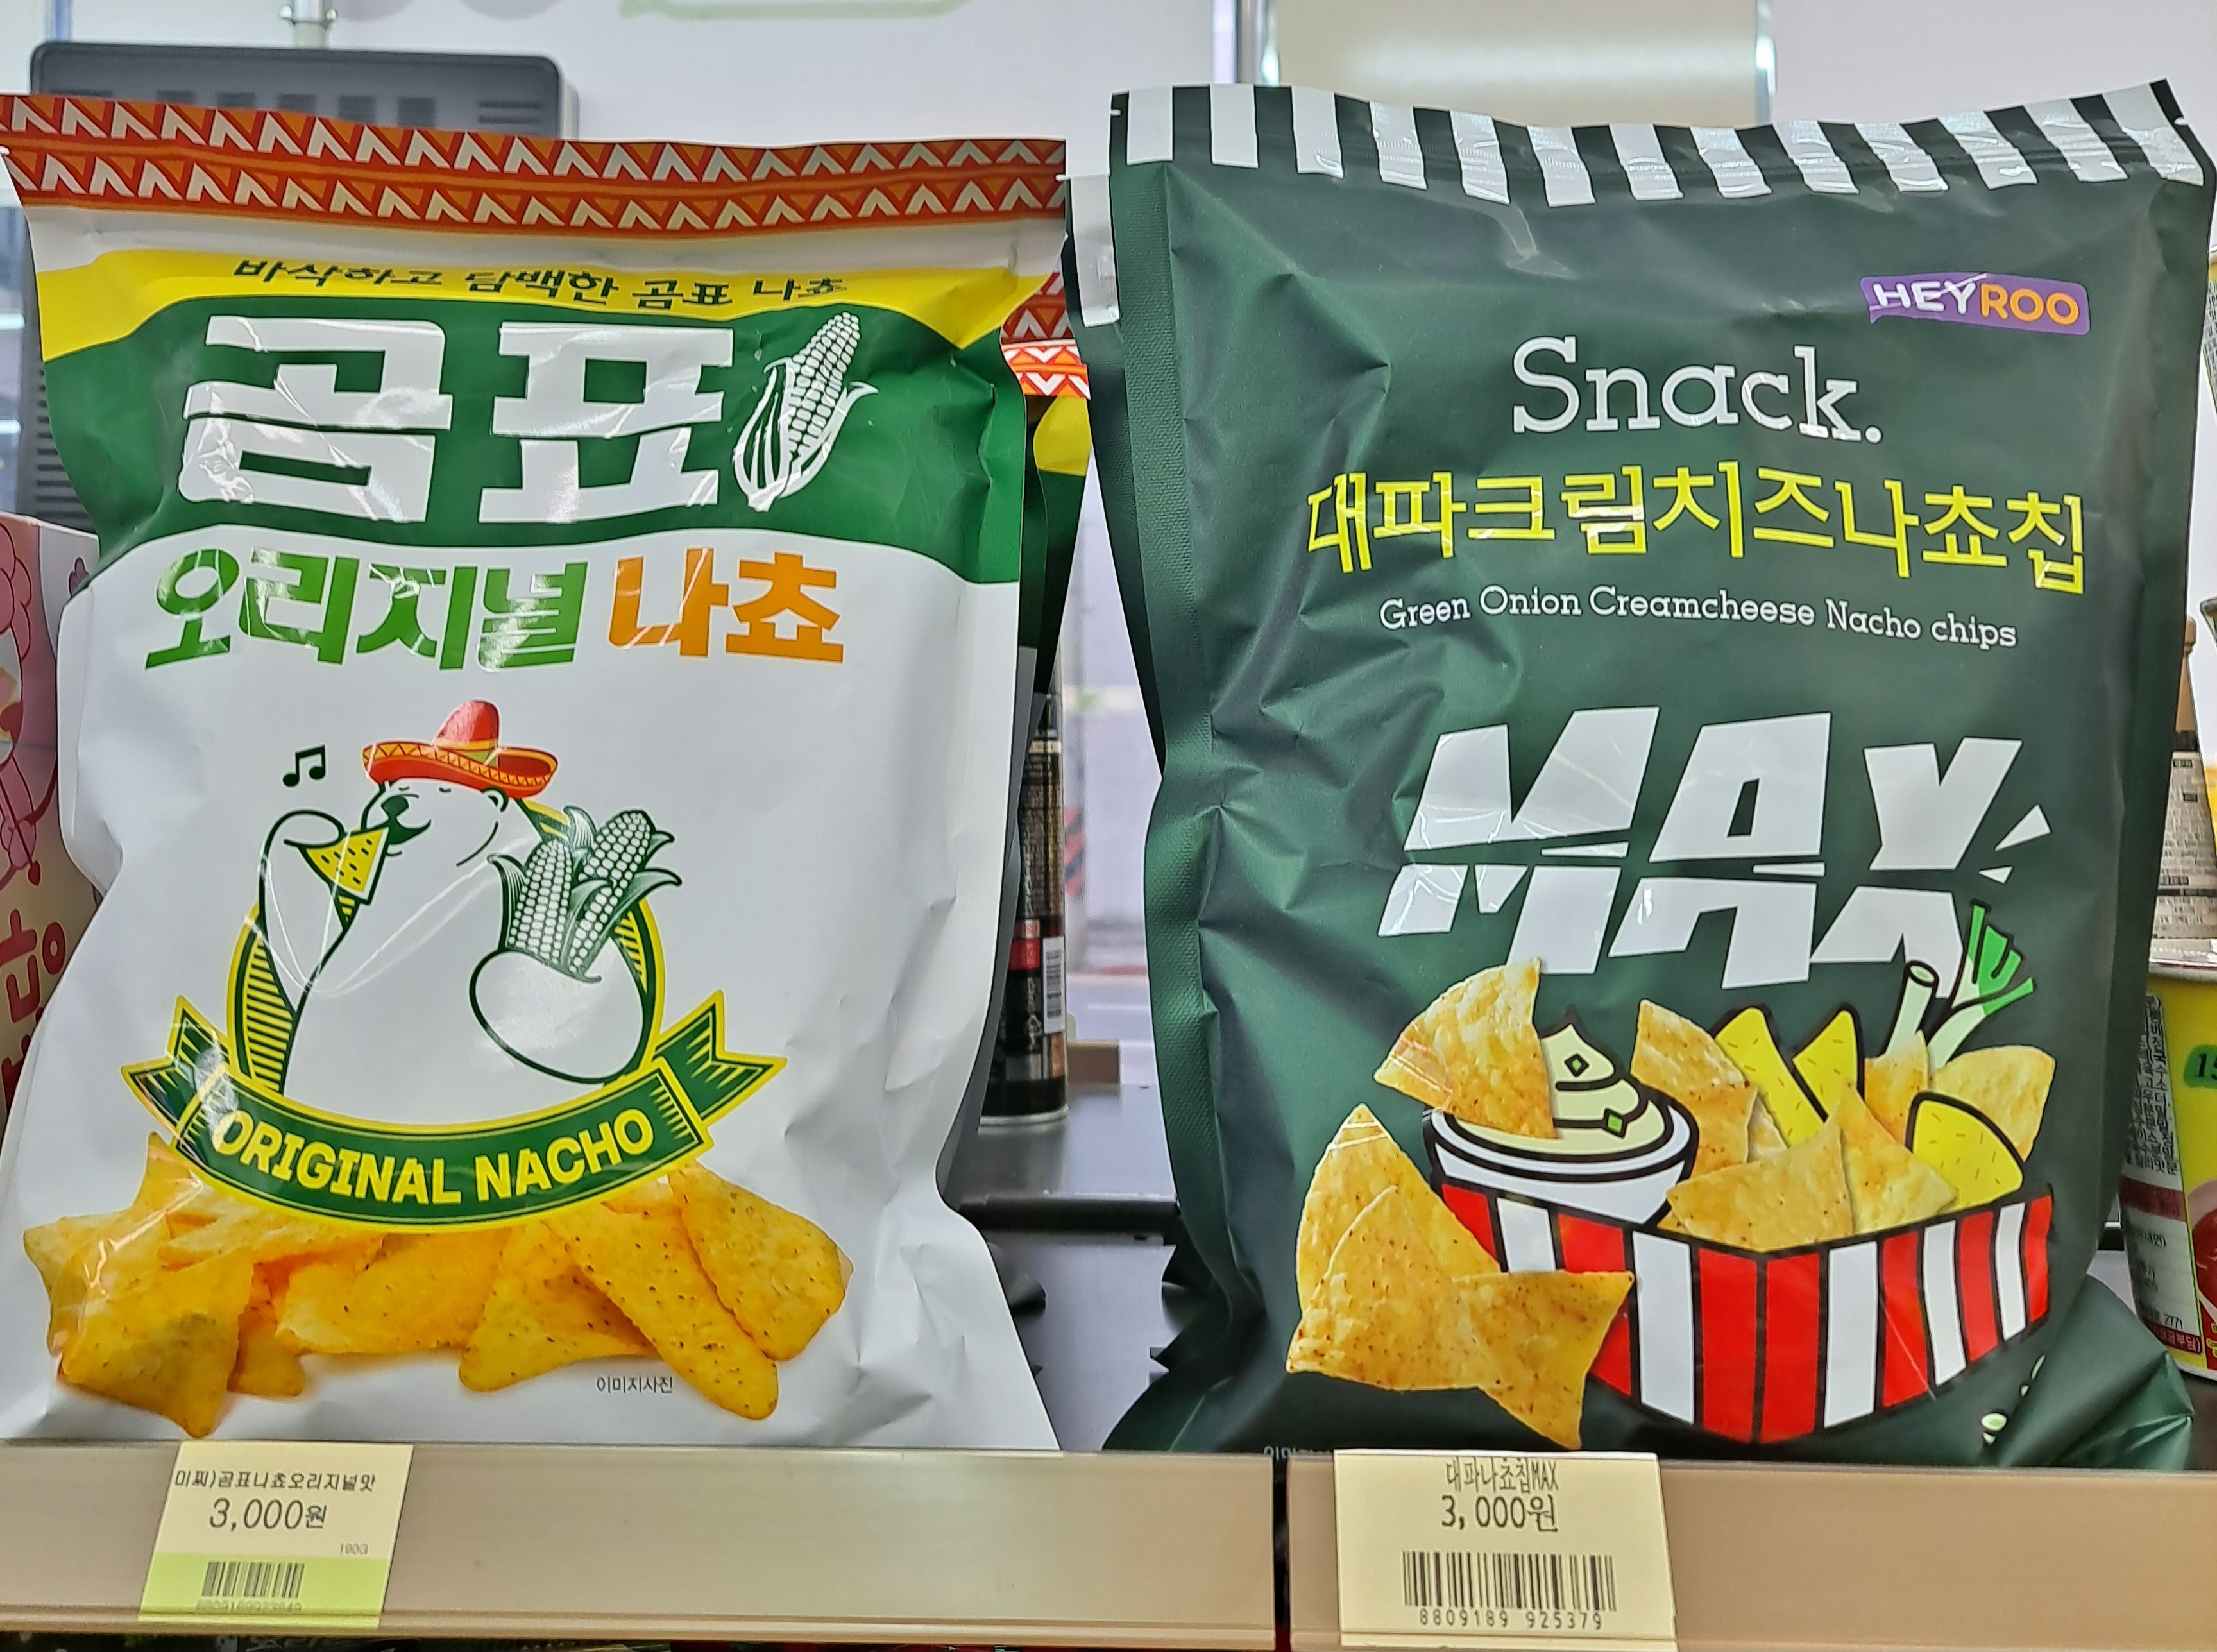 바삭하고 담백한 곰표 나쵸
곰표
오리지널 나쵸
ORIGINAL NACHO
이미지사진
HEYROO
Snack.
대파크림치즈나쵸칩
Green Onion Creamcheese Nacho chips
MAX
미찌)곰표나쵸오리지널맛
3,000원
190G
대파나쵸칩MAX
3,000원
8809189 925379